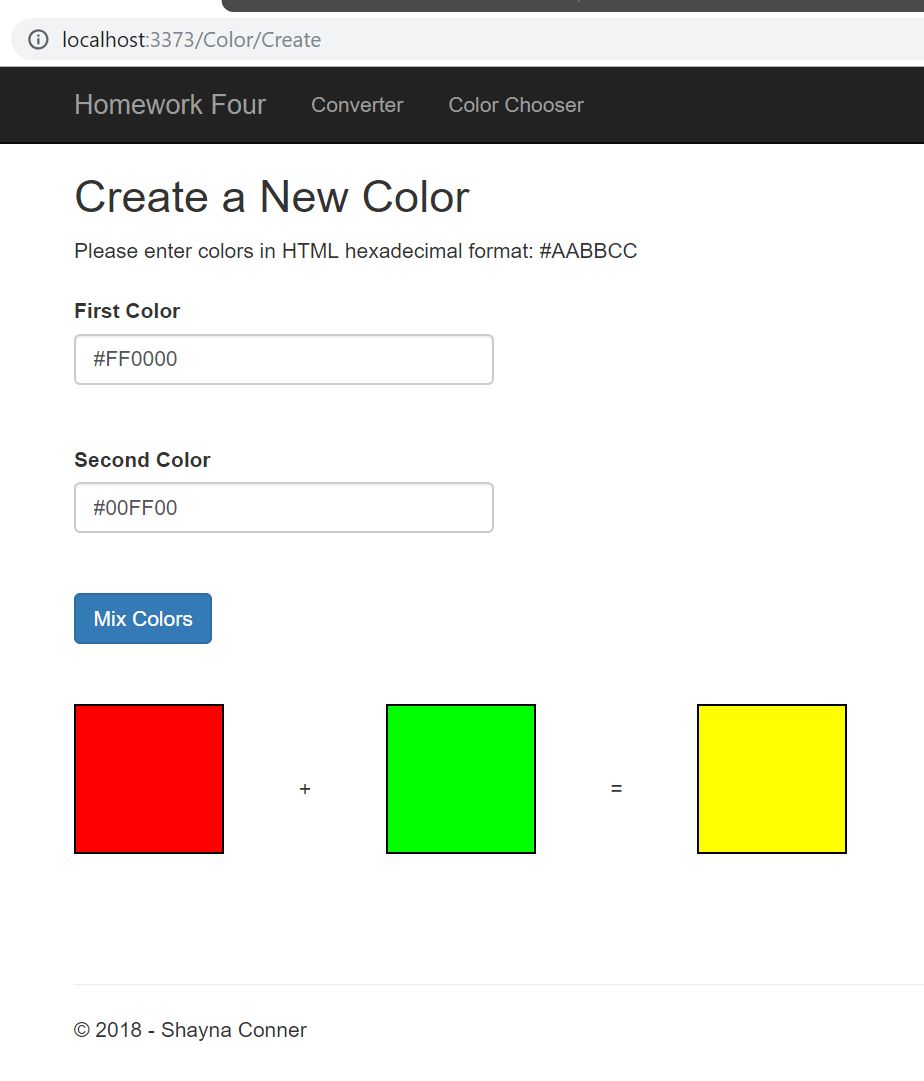 localhost:3373/Color/Create
Homework Four Converter Color Chooser
Create a New Color
Please enter colors in HTML hexadecimal format: #AABBCC
First Color
#FF0000
Second Color
#00FF00
Mix Colors
+ =
© 2018 - Shayna Conner